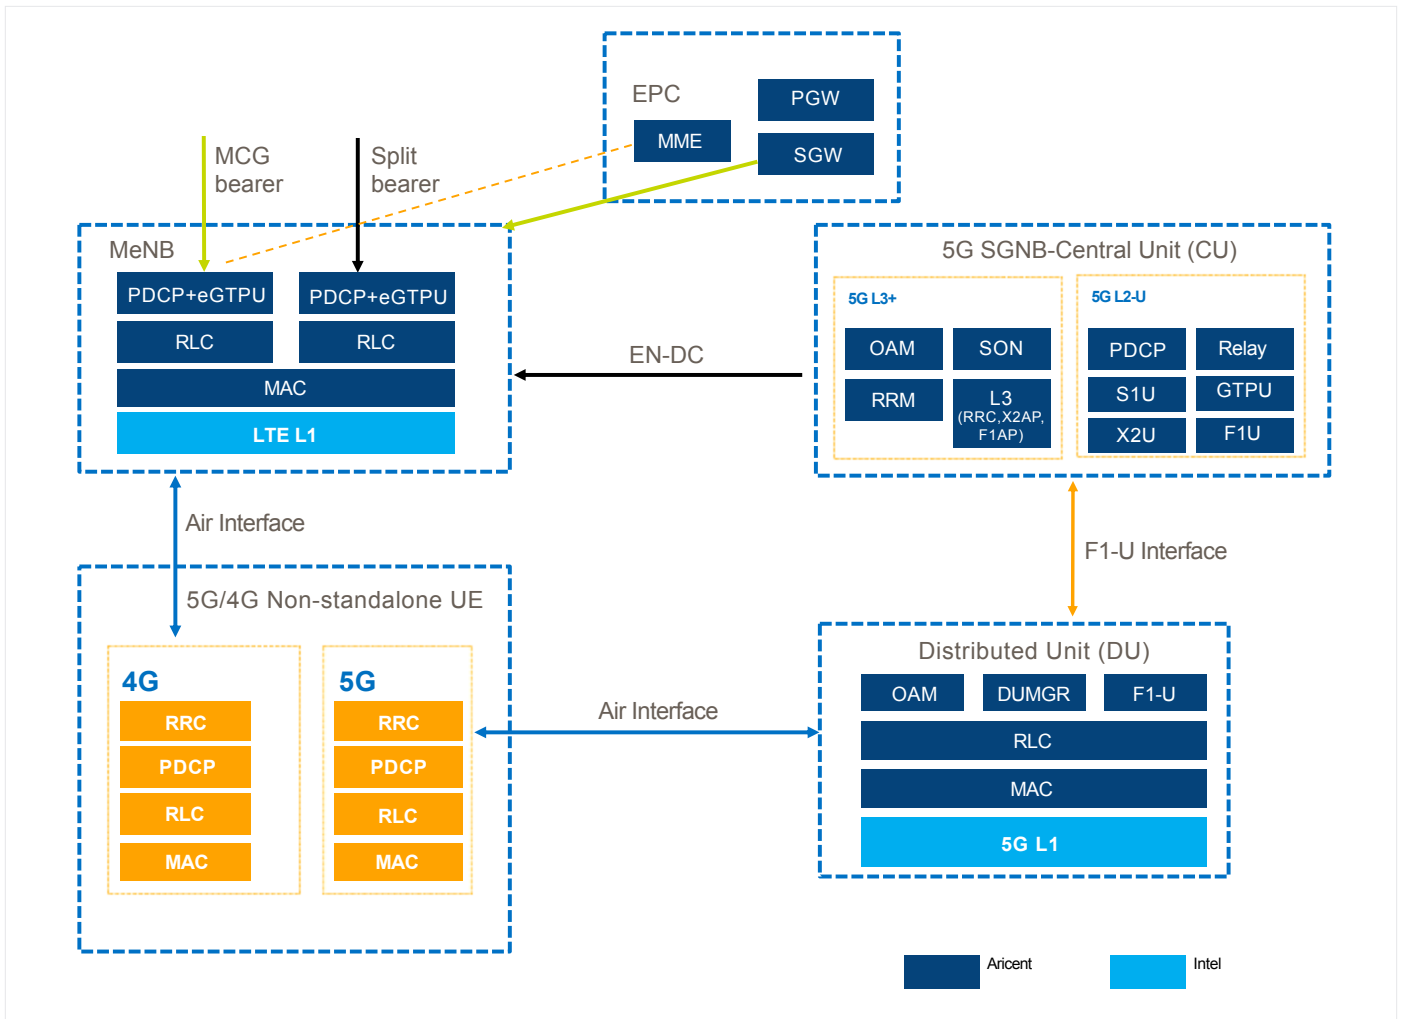 EPC
PGW
MME
SGW
MCG
bearer
Split
bearer
MeNB
PDCP+eGTPU
PDCP+eGTPU
RLC
RLC
MAC
LTE L1
EN-DC
5G SGNB-Central Unit (CU)
5G L3+
OAM
SON
RRM
L3
(RRC,X2AP,
F1AP)
5G L2-U
PDCP
Relay
S1U
GTPU
X2U
F1U
Air Interface
F1-U Interface
5G/4G Non-standalone UE
4G
RRC
PDCP
RLC
MAC
5G
RRC
PDCP
RLC
MAC
Air Interface
Distributed Unit (DU)
OAM
DUMGR
F1-U
RLC
MAC
5G L1
Aricent
Intel